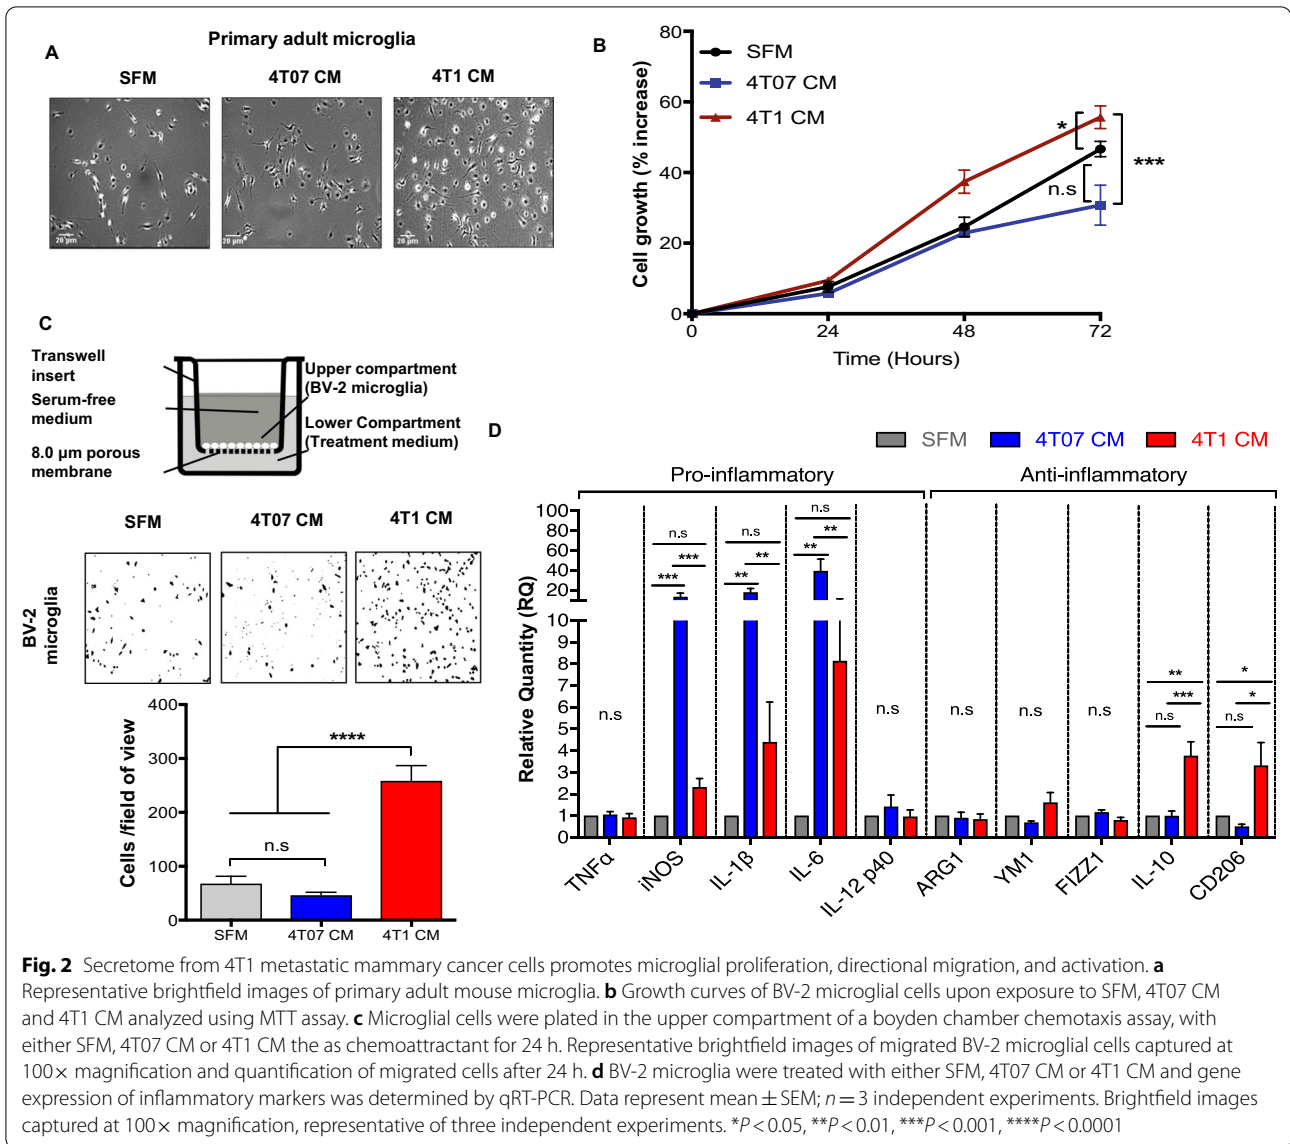 A
Primary adult microglia
SFM
4T07 CM
4T1 CM
20 µm
20 µm
20 µm
B
SFM
4T07 CM
4T1 CM
Cell growth (% increase)
80
60
40
20
0
0
24
48
72
Time (Hours)
*
n.s
***
C
Transwell
insert
Serum-free
medium
8.0 µm porous
membrane
Upper compartment
(BV-2 microglia)
Lower Compartment
(Treatment medium)
SFM
4T07 CM
4T1 CM
BV-2
microglia
Cells /field of view
400
300
200
100
0
****
n.s
SFM
4T07 CM
4T1 CM
D
SFM
4T07 CM
4T1 CM
Pro-inflammatory
Anti-inflammatory
Relative Quantity (RQ)
100
80
60
40
20
10
8
6
5
4
3
2
1
0
n.s
n.s
***
***
n.s
**
**
n.s
**
**
n.s
n.s
n.s
n.s
**
***
n.s
*
*
n.s
TNFα
iNOS
IL-1β
IL-6
IL-12 p40
ARG1
YM1
FIZZ1
IL-10
CD206
Fig. 2 Secretome from 4T1 metastatic mammary cancer cells promotes microglial proliferation, directional migration, and activation. a
Representative brightfield images of primary adult mouse microglia. b Growth curves of BV-2 microglial cells upon exposure to SFM, 4T07 CM
and 4T1 CM analyzed using MTT assay. c Microglial cells were plated in the upper compartment of a boyden chamber chemotaxis assay, with
either SFM, 4T07 CM or 4T1 CM the as chemoattractant for 24 h. Representative brightfield images of migrated BV-2 microglial cells captured at
100× magnification and quantification of migrated cells after 24 h. d BV-2 microglia were treated with either SFM, 4T07 CM or 4T1 CM and gene
expression of inflammatory markers was determined by qRT-PCR. Data represent mean ± SEM; n = 3 independent experiments. Brightfield images
captured at 100× magnification, representative of three independent experiments. *P < 0.05, **P < 0.01, ***P < 0.001, ****P < 0.0001